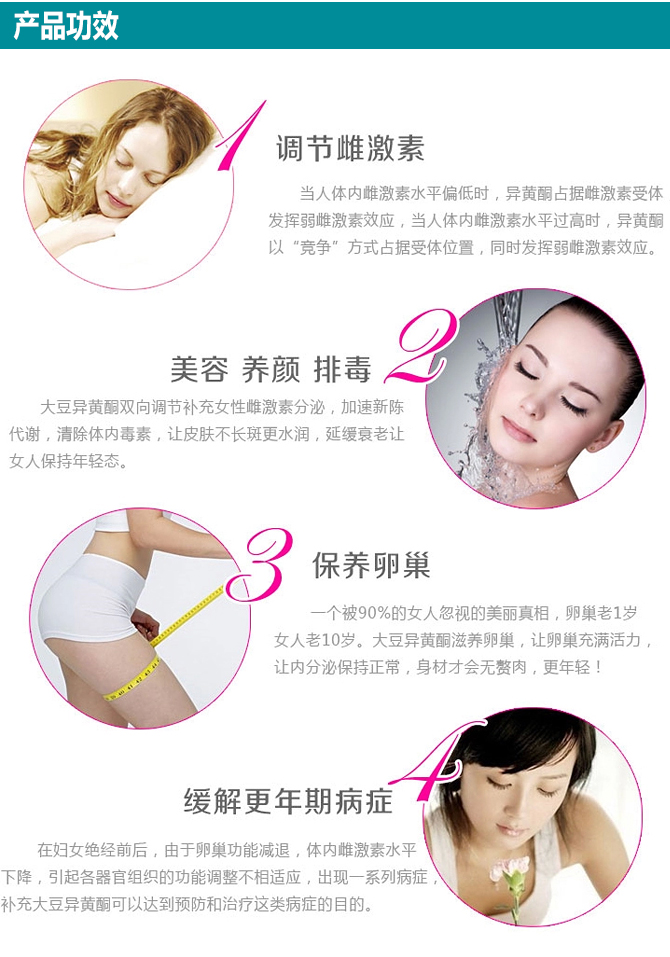 产品功效
1 调节雌激素
当人体内雌激素水平偏低时，异黄酮占据雌激素受体
发挥弱雌激素效应，当人体内雌激素水平过高时，异黄酮
以“竞争”方式占据受体位置，同时发挥弱雌激素效应。
美容 养颜 排毒 2
大豆异黄酮双向调节补充女性雌激素分泌，加速新陈
代谢，清除体内毒素，让皮肤不长斑更水润，延缓衰老让
女人保持年轻态。
3 保养卵巢
一个被90%的女人忽视的美丽真相，卵巢老1岁
女人老10岁。大豆异黄酮滋养卵巢，让卵巢充满活力，
让内分泌保持正常，身材才会无赘肉，更年轻！
缓解更年期病症 4
在妇女绝经前后，由于卵巢功能减退，体内雌激素水平
下降，引起各器官组织的功能调整不相适应，出现一系列病症，
补充大豆异黄酮可以达到预防和治疗这类病症的目的。